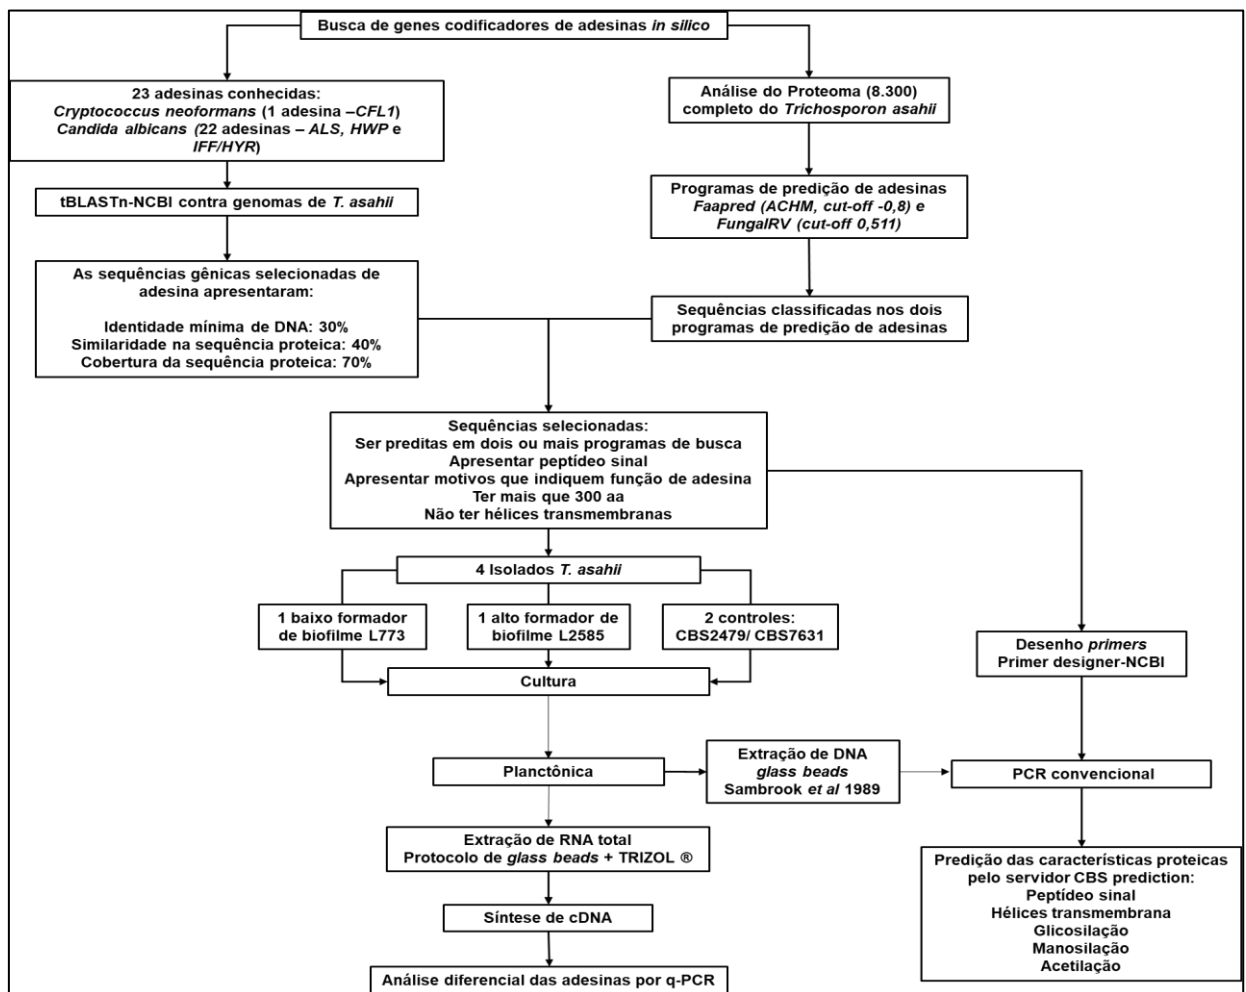 Busca de genes codificadores de adesinas in silico
23 adesinas conhecidas:
Cryptococcus neoformans (1 adesina –CFL1)
Candida albicans (22 adesinas – ALS, HWP e
IFF/HYR)
tBLASTn-NCBI contra genomas de T. asahii
As sequências gênicas selecionadas de
adesina apresentaram:
Identidade mínima de DNA: 30%
Similaridade na sequência proteica: 40%
Cobertura da sequência proteica: 70%
Análise do Proteoma (8.300)
completo do Trichosporon asahii
Programas de predição de adesinas
Faapred (ACHM, cut-off -0,8) e
FungalRV (cut-off 0,511)
Sequências classificadas nos dois
programas de predição de adesinas
Sequências selecionadas:
Ser preditas em dois ou mais programas de busca
Apresentar peptídeo sinal
Apresentar motivos que indiquem função de adesina
Ter mais que 300 aa
Não ter hélices transmembranas
4 Isolados T. asahii
1 baixo formador
de biofilme L773
1 alto formador de
biofilme L2585
2 controles:
CBS2479/ CBS7631
Cultura
Planctônica
Extração de DNA
glass beads
Sambrook et al 1989
Desenho primers
Primer designer-NCBI
PCR convencional
Extração de RNA total
Protocolo de glass beads + TRIZOL ®
Síntese de cDNA
Análise diferencial das adesinas por q-PCR
Predição das características proteicas
pelo servidor CBS prediction:
Peptídeo sinal
Hélices transmembrana
Glicosilação
Manosilação
Acetilação